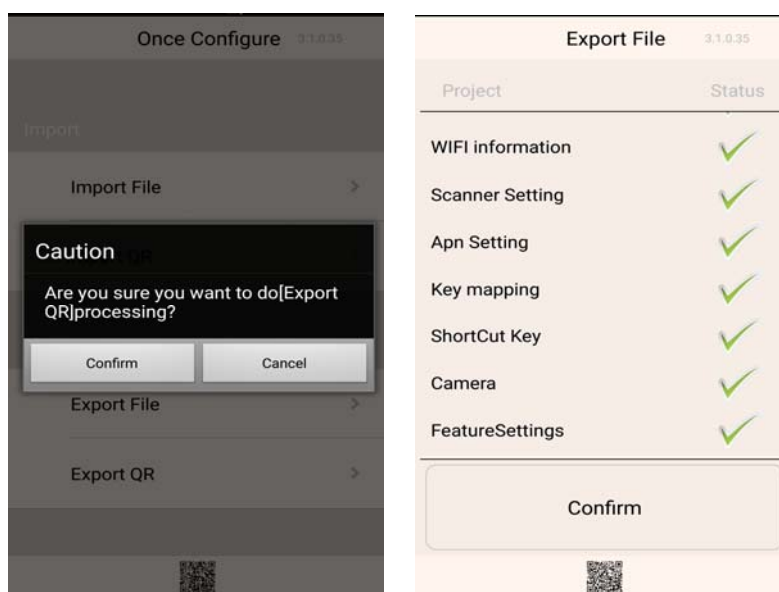 Once Configure 3.1.0.35
Import
Import File >
QR
Caution
Are you sure you want to do[Export
QR]processing?
Confirm Cancel
Export File >
Export QR >
Export File 3.1.0.35
Project Status
WIFI information
Scanner Setting
Apn Setting
Key mapping
ShortCut Key
Camera
FeatureSettings
Confirm